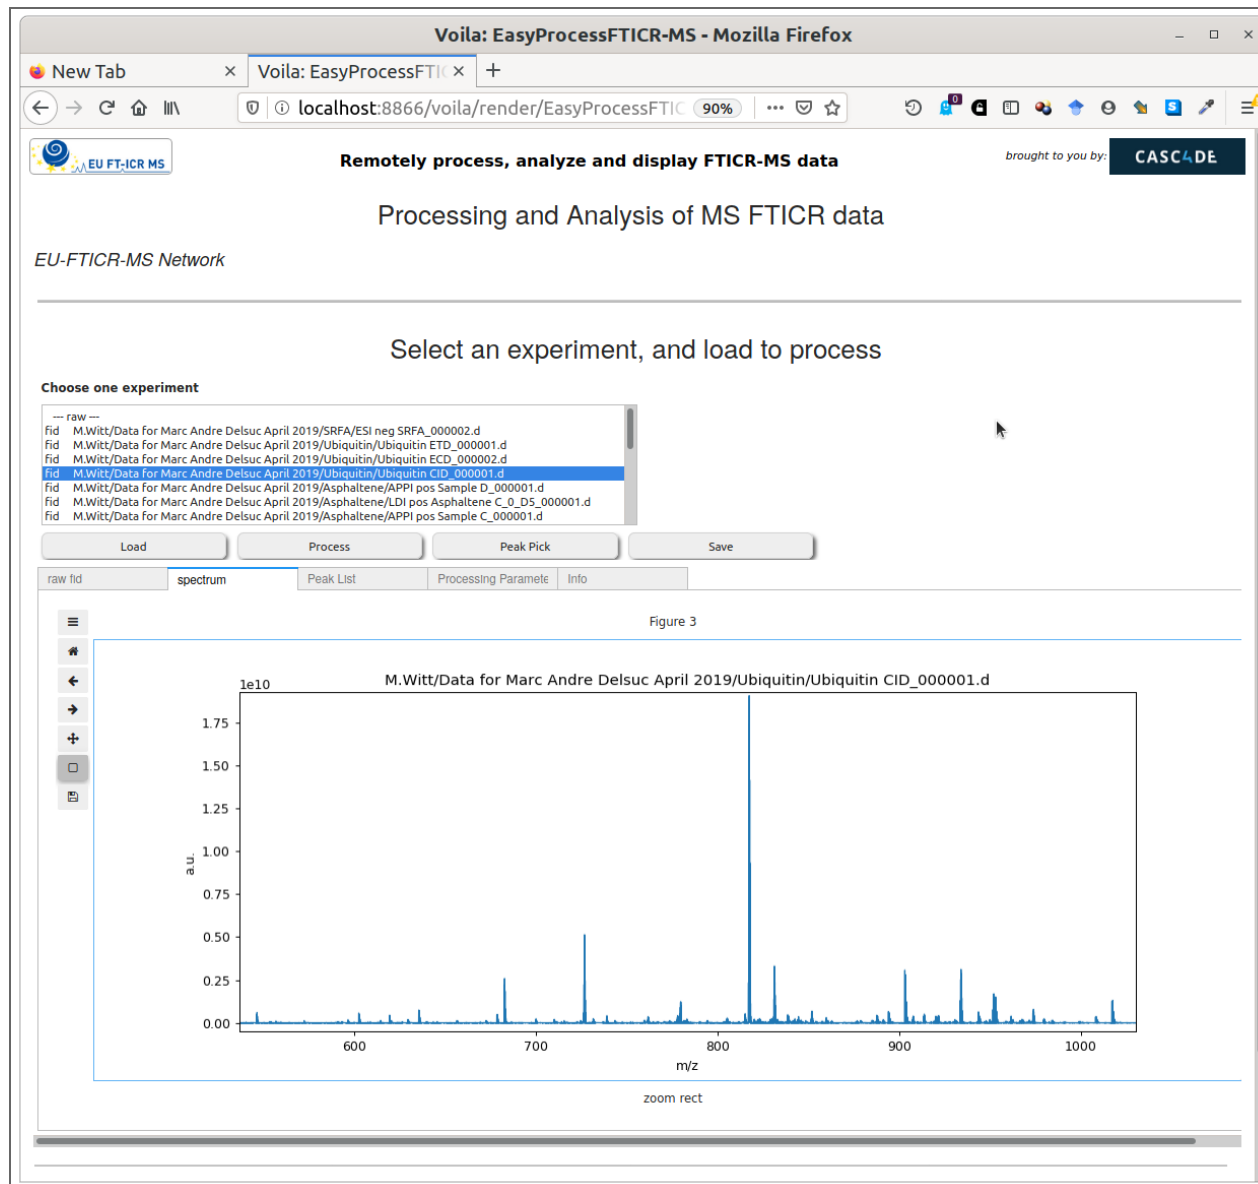 Voila: EasyProcessFTICR-MS - Mozilla Firefox
New Tab
Voila: EasyProcessFTIC
localhost:8866/voila/render/EasyProcessFTIC 90%
0
S
EU FT-ICR MS
Remotely process, analyze and display FTICR-MS data
brought to you by:
CASC4DE
Processing and Analysis of MS FTICR data
EU-FTICR-MS Network
Select an experiment, and load to process
Choose one experiment
--- raw ---
fid M.Witt/Data for Marc Andre Delsuc April 2019/SRFA/ESI neg SRFA_000002.d
fid M.Witt/Data for Marc Andre Delsuc April 2019/Ubiquitin/Ubiquitin ETD_000001.d
fid M.Witt/Data for Marc Andre Delsuc April 2019/Ubiquitin/Ubiquitin ECD_000002.d
fid M.Witt/Data for Marc Andre Delsuc April 2019/Ubiquitin/Ubiquitin CID_000001.d
fid M.Witt/Data for Marc Andre Delsuc April 2019/Asphaltene/APPI pos Sample D_000001.d
fid M.Witt/Data for Marc Andre Delsuc April 2019/Asphaltene/LDI pos Asphaltene C_0_D5_000001.d
fid M.Witt/Data for Marc Andre Delsuc April 2019/Asphaltene/APPI pos Sample C_000001.d
Load Process Peak Pick Save
raw fid spectrum Peak List Processing Paramete Info
Figure 3
M.Witt/Data for Marc Andre Delsuc April 2019/Ubiquitin/Ubiquitin CID_000001.d
1e10
1.75
1.50
1.25
1.00
a.u.
0.75
0.50
0.25
0.00
600 700 800 900 1000
m/z
zoom rect